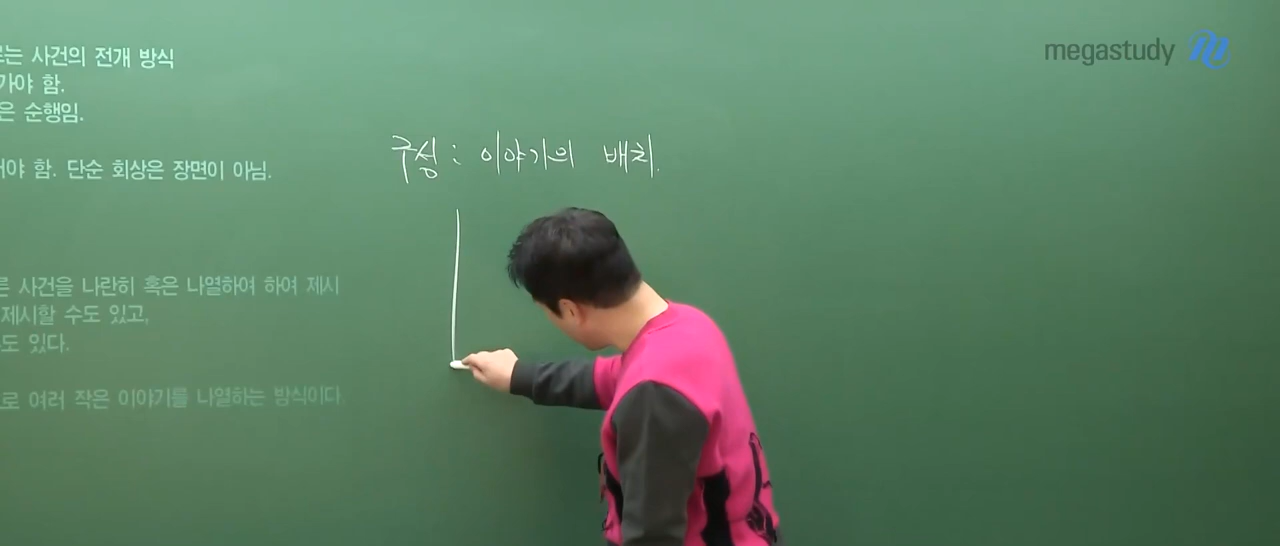 는 사건의 전개 방식
가야 함.
은 순행임.
야 함. 단순 회상은 장면이 아님.
사건을 나란히 혹은 나열하여 하여 제시
제시할 수도 있고,
도 있다.
로 여러 작은 이야기를 나열하는 방식이다.
구성 : 이야기의 배치.
megastudy